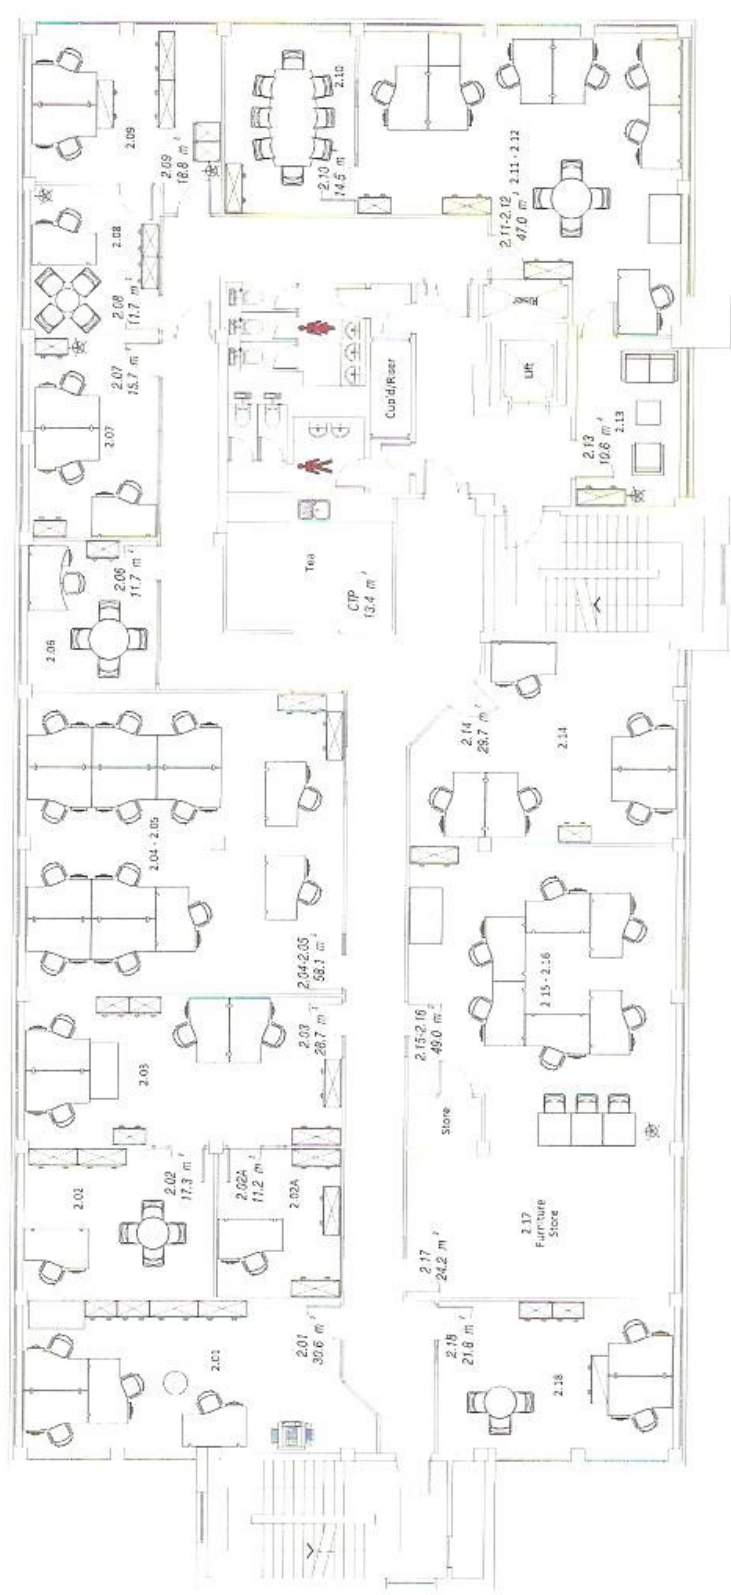 2.09
2.09
18.8 m²
2.10
2.10
14.5 m²
2.11 - 2.12
2.11-2.12
47.0 m²
2.08
2.08
11.7 m²
2.07
15.7 m²
2.07
Riser
Lift
Cup'd/Riser
2.13
10.6 m²
2.13
Tea
CTP
13.4 m²
2.06
11.7 m²
2.06
2.04 - 2.05
2.04-2.05
58.1 m²
2.14
29.7 m²
2.14
2.03
28.7 m²
2.03
2.15-2.16
49.0 m²
2.15 - 2.16
Store
2.02
2.02
17.3 m²
2.02A
11.2 m²
2.02A
2.17
24.2 m²
2.17
Furniture
Store
2.01
2.01
30.6 m²
2.18
21.8 m²
2.18